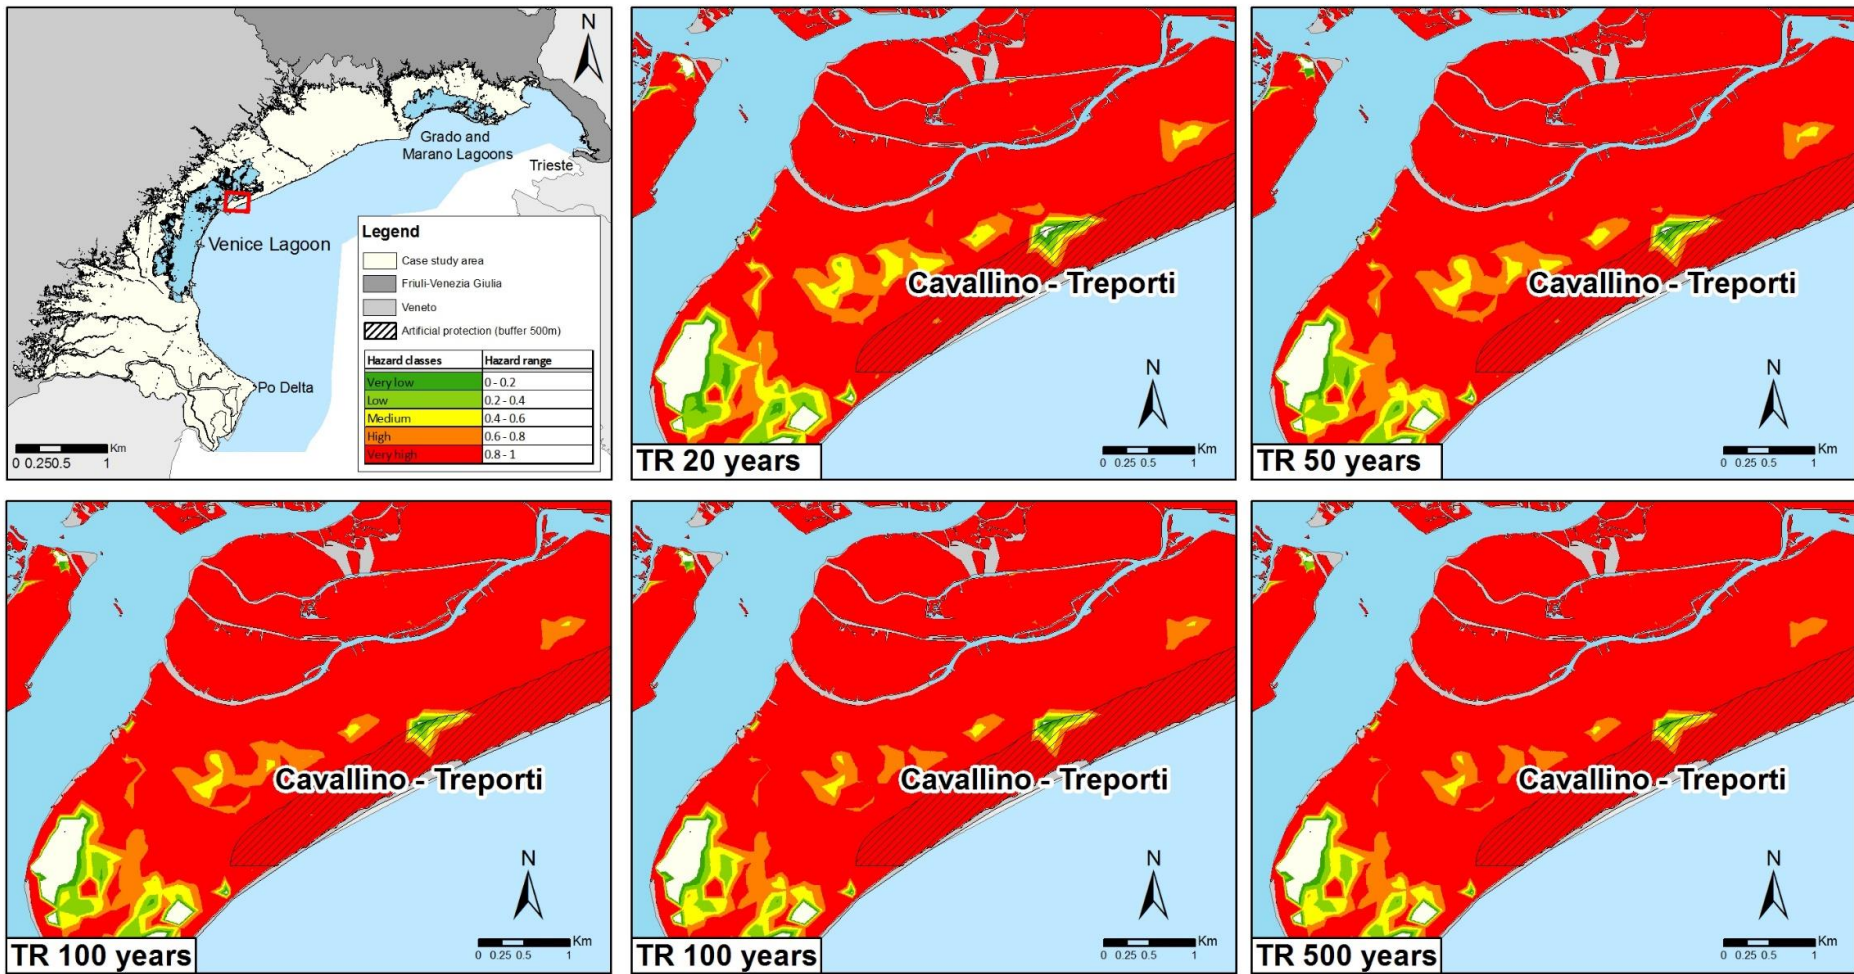 N
Grado and
Marano Lagoons
Trieste
Venice Lagoon
Po Delta
Km
0 0.25 0.5 1
Legend
Case study area
Friuli-Venezia Giulia
Veneto
Artificial protection (buffer 500m)
Hazard classes Hazard range
Very low 0 - 0.2
Low 0.2 - 0.4
Medium 0.4 - 0.6
High 0.6 - 0.8
Very high 0.8 - 1
Cavallino - Treporti
N
Km
0 0.25 0.5 1
TR 20 years
Cavallino - Treporti
N
Km
0 0.25 0.5 1
TR 50 years
Cavallino - Treporti
N
Km
0 0.25 0.5 1
TR 100 years
Cavallino - Treporti
N
Km
0 0.25 0.5 1
TR 100 years
Cavallino - Treporti
N
Km
0 0.25 0.5 1
TR 500 years